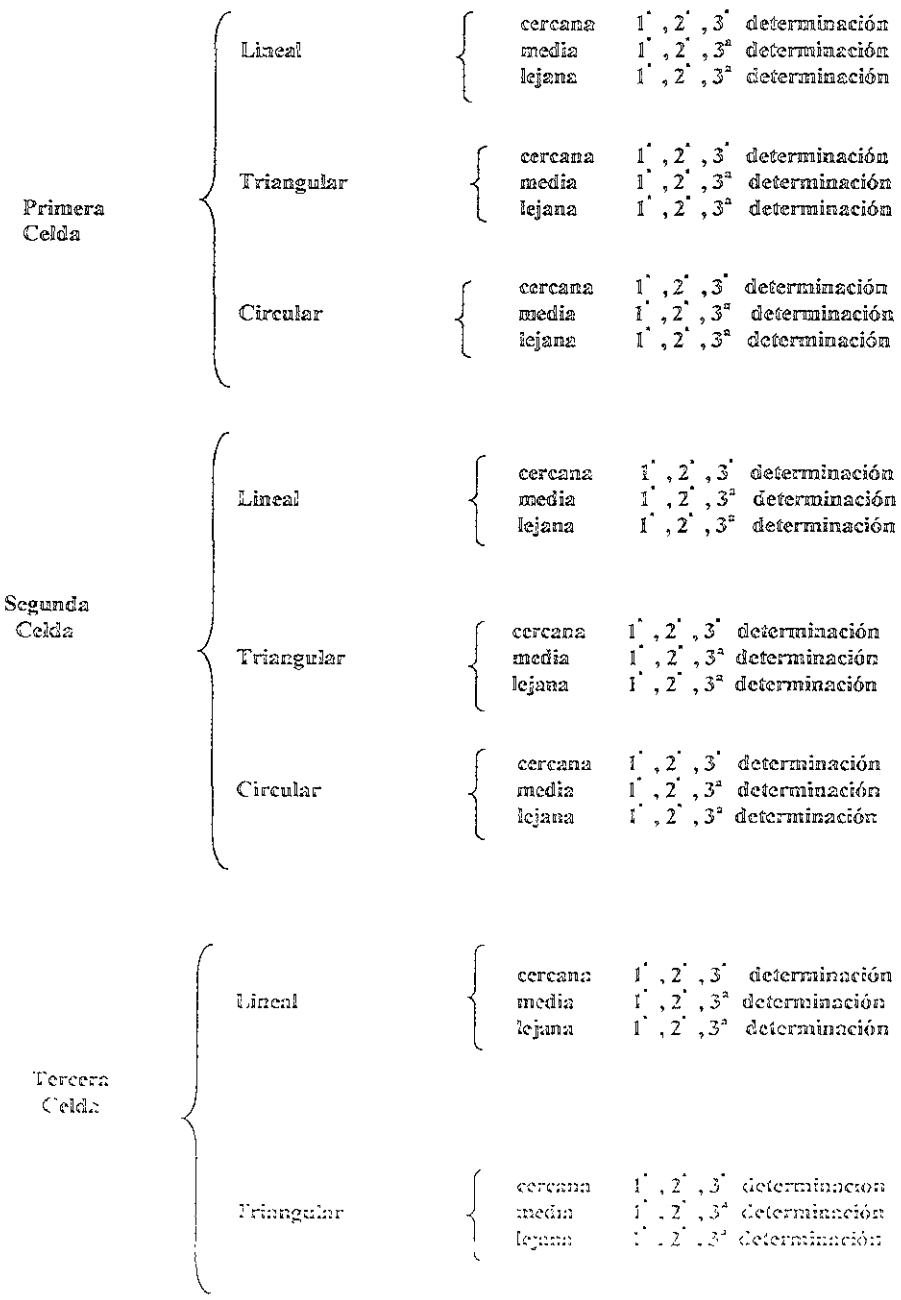 cercana 1ª, 2ª, 3ª determinación
Lineal media 1ª, 2ª, 3ª determinación
lejana 1ª, 2ª, 3ª determinación
cercana 1ª, 2ª, 3ª determinación
Triangular media 1ª, 2ª, 3ª determinación
Primera lejana 1ª, 2ª, 3ª determinación
Celda
cercana 1ª, 2ª, 3ª determinación
Circular media 1ª, 2ª, 3ª determinación
lejana 1ª, 2ª, 3ª determinación
cercana 1ª, 2ª, 3ª determinación
Lineal media 1ª, 2ª, 3ª determinación
lejana 1ª, 2ª, 3ª determinación
Segunda
Celda cercana 1ª, 2ª, 3ª determinación
Triangular media 1ª, 2ª, 3ª determinación
lejana 1ª, 2ª, 3ª determinación
cercana 1ª, 2ª, 3ª determinación
Circular media 1ª, 2ª, 3ª determinación
lejana 1ª, 2ª, 3ª determinación
cercana 1ª, 2ª, 3ª determinación
Lineal media 1ª, 2ª, 3ª determinación
lejana 1ª, 2ª, 3ª determinación
Tercera
Celda
cercana 1ª, 2ª, 3ª determinación
Triangular media 1ª, 2ª, 3ª determinación
lejana 1ª, 2ª, 3ª determinación